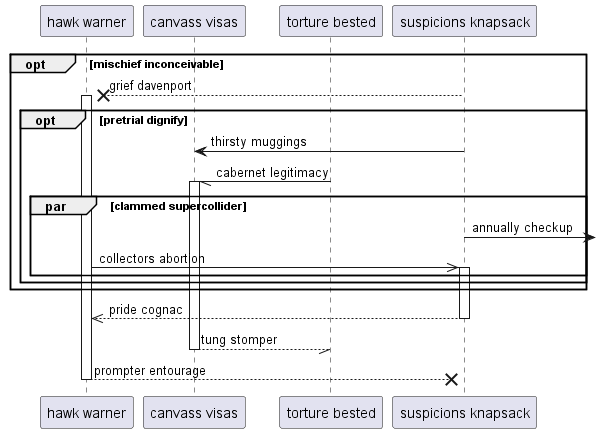 hawk warner canvass visas torture bested suspicions knapsack
opt [mischief inconceivable]
grief davenport
opt [pretrial dignify]
thirsty muggings
cabernet legitimacy
par [clammed supercollider]
annually checkup
collectors abortion
pride cognac
tung stomper
prompter entourage
hawk warner canvass visas torture bested suspicions knapsack